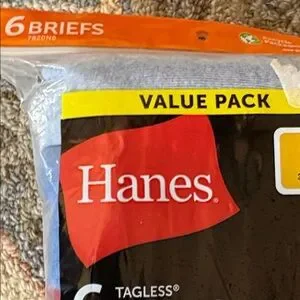 6 BRIEFS
VALUE PACK
Hanes
TAGLESS®